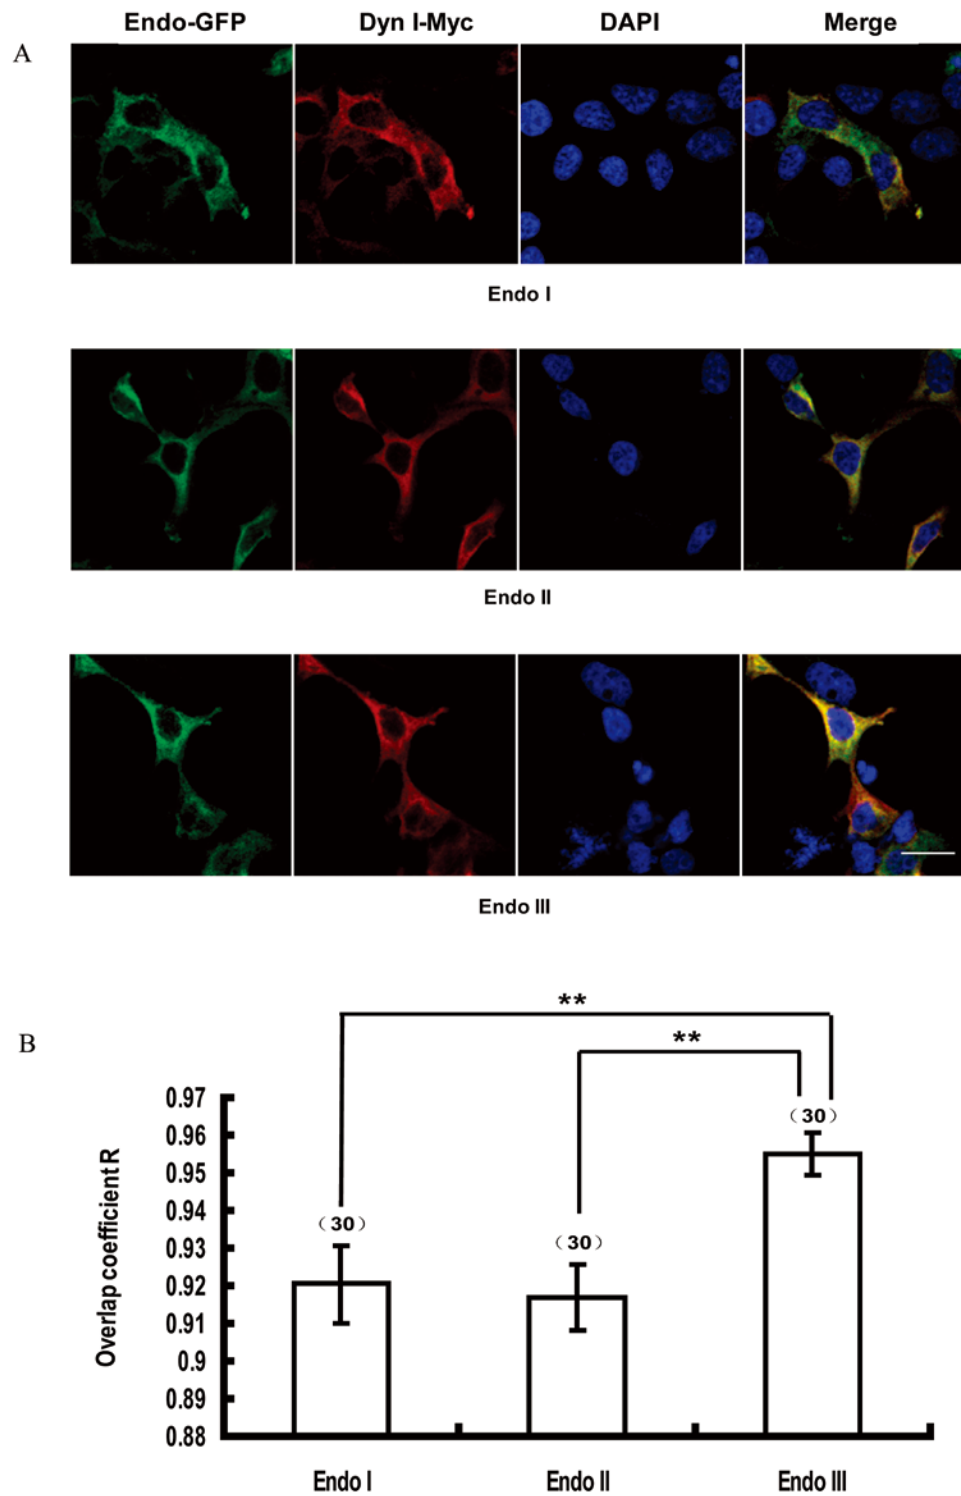 A
Endo-GFP Dyn I-Myc DAPI Merge
Endo I
Endo II
Endo III
B
**
**
(30)
(30)
(30)
Overlap coefficient R
0.97
0.96
0.95
0.94
0.93
0.92
0.91
0.9
0.89
0.88
Endo I Endo II Endo III